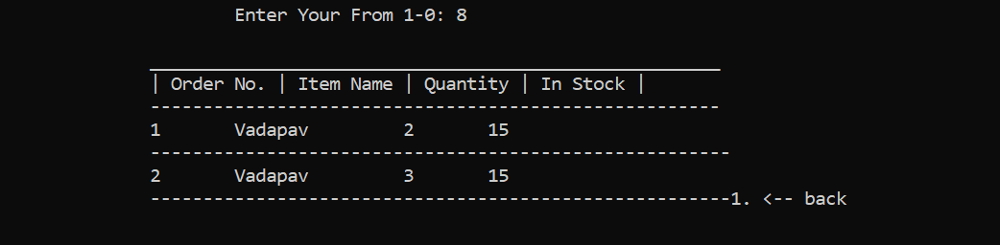 Enter Your From 1-0: 8
______________________________________________________
| Order No. | Item Name | Quantity | In Stock |
------------------------------------------------------
1       Vadapav         2       15
-------------------------------------------------------
2       Vadapav         3       15
-------------------------------------------------------1. <-- back